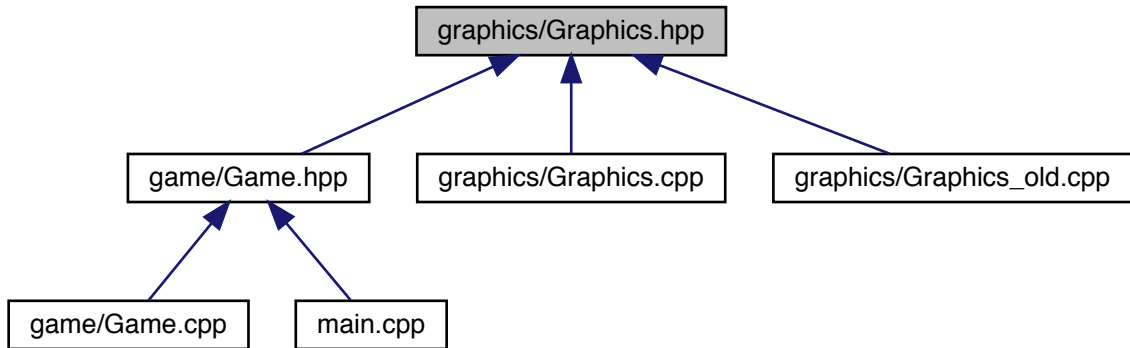 graphics/Graphics.hpp
game/Game.hpp
graphics/Graphics.cpp
graphics/Graphics_old.cpp
game/Game.cpp
main.cpp